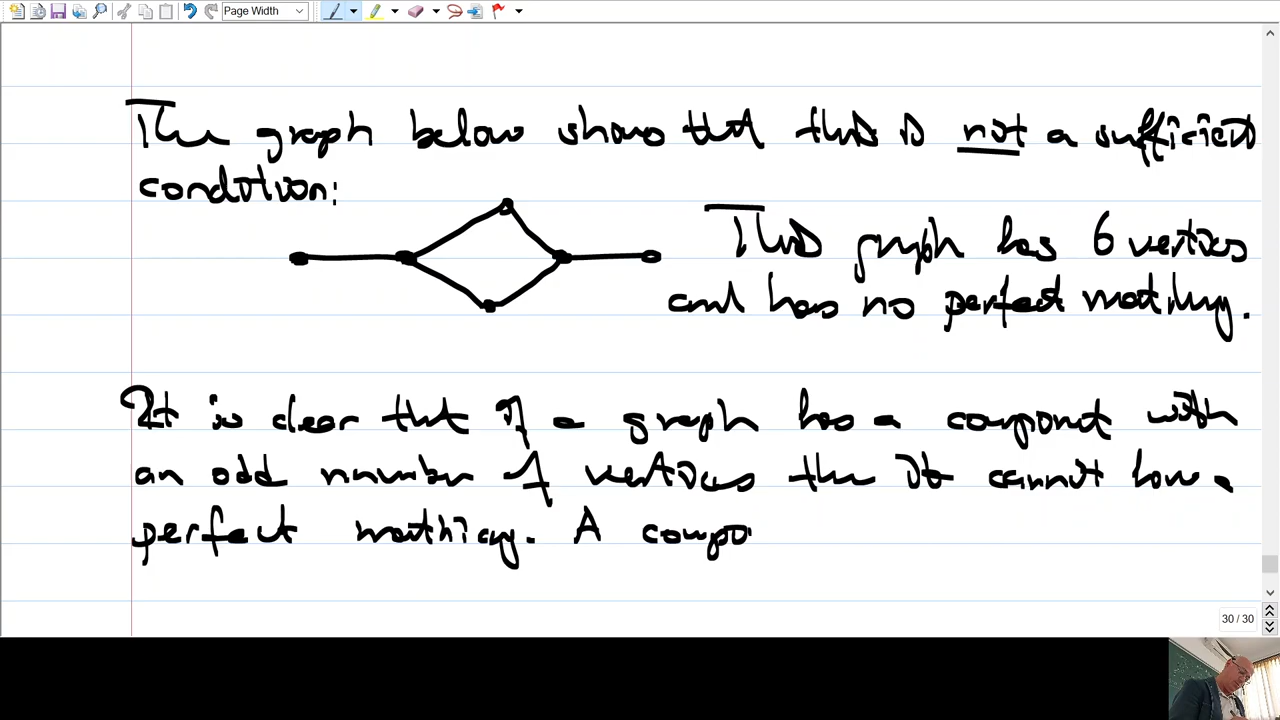 Page Width
The graph below shows that this is not a sufficient
condition:
This graph has 6 vertices
and has no perfect matching.
It is clear that if a graph has a component with
an odd number of vertices then it cannot have a
perfect matching. A compo
30 / 30